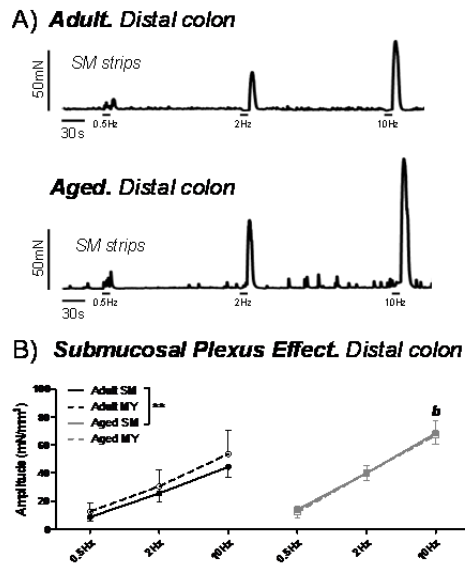 A) Adult. Distal colon
50mN
SM strips
0.5Hz
2Hz
10Hz
30s
Aged. Distal colon
50mN
SM strips
0.5Hz
2Hz
10Hz
30s
B) Submucosal Plexus Effect. Distal colon
Amplitude (mN/mm²)
100
80
60
40
20
0
Adult SM
Adult MY
Aged SM
Aged MY
**
b
0.5Hz
2Hz
10Hz
0.5Hz
2Hz
10Hz